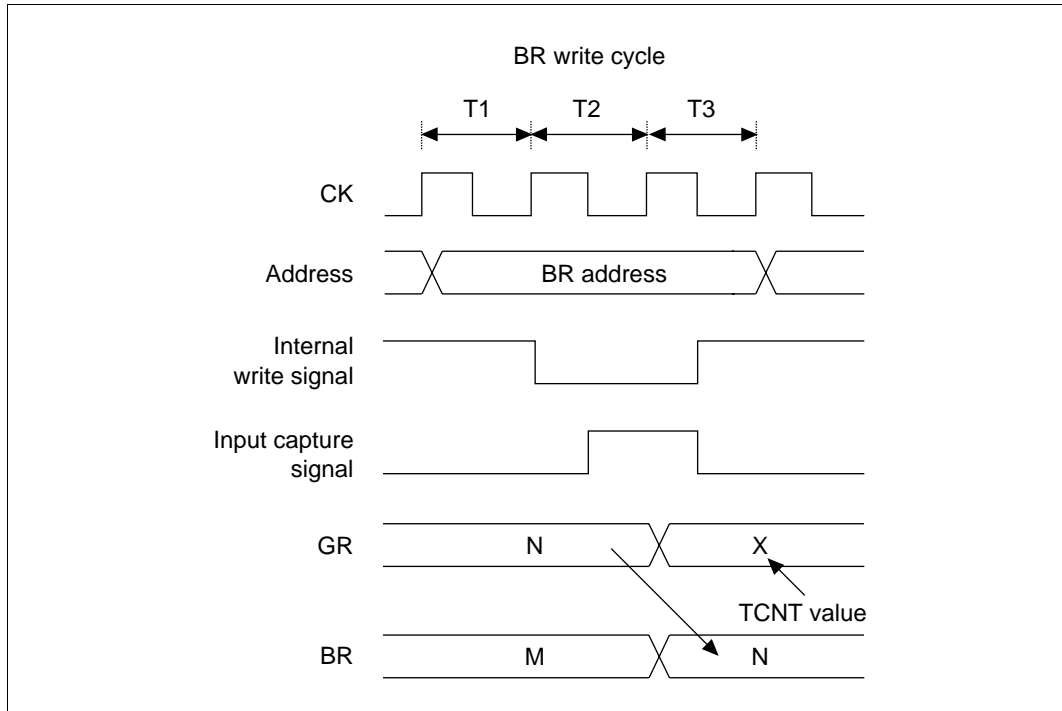 BR write cycle
T1 T2 T3
CK
Address BR address
Internal
write signal
Input capture
signal
GR N X
TCNT value
BR M N